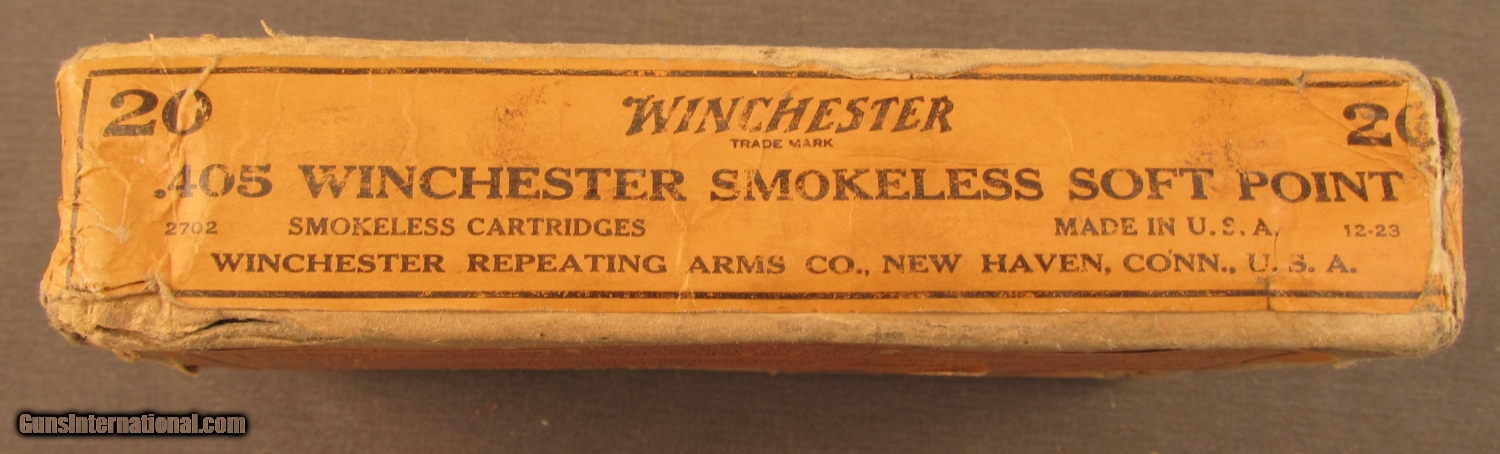 20 WINCHESTER 20
TRADE MARK
.405 WINCHESTER SMOKELESS SOFT POINT
2702 SMOKELESS CARTRIDGES MADE IN U.S.A. 12-23
WINCHESTER REPEATING ARMS CO., NEW HAVEN, CONN., U.S.A.
GunsInternational.com